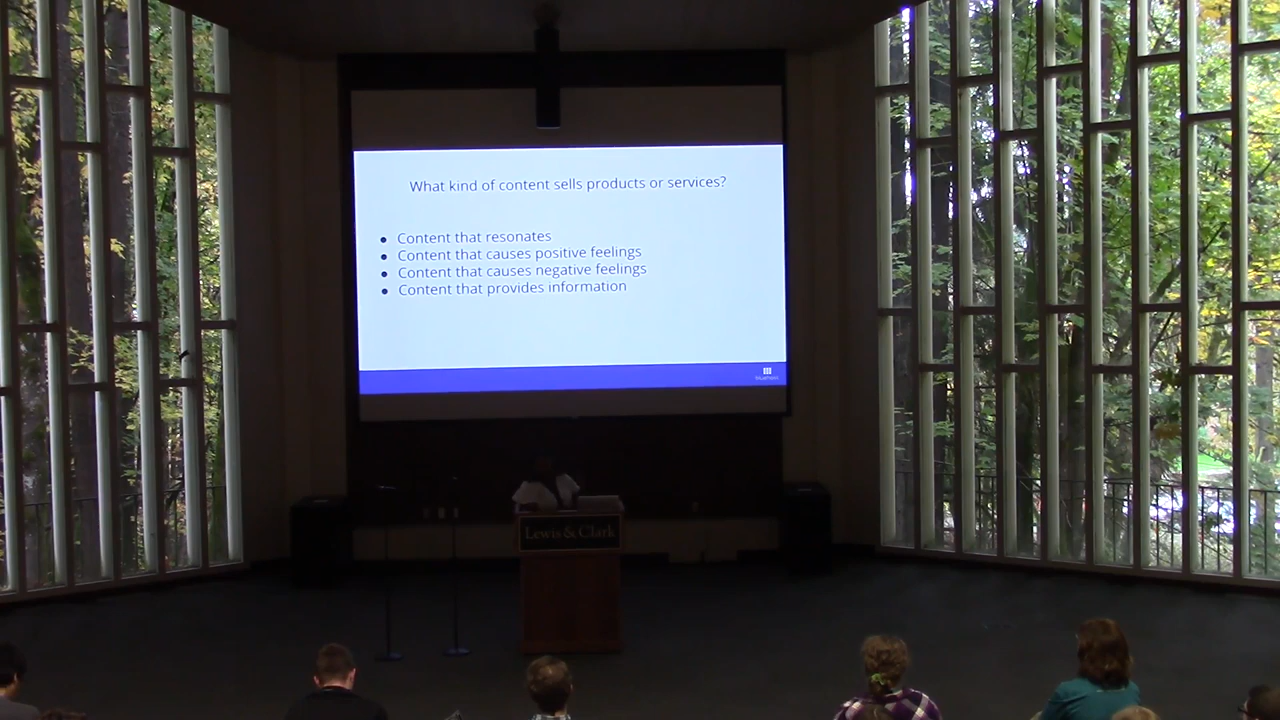 What kind of content sells products or services?
● Content that resonates
● Content that causes positive feelings
● Content that causes negative feelings
● Content that provides information
Lewis & Clark